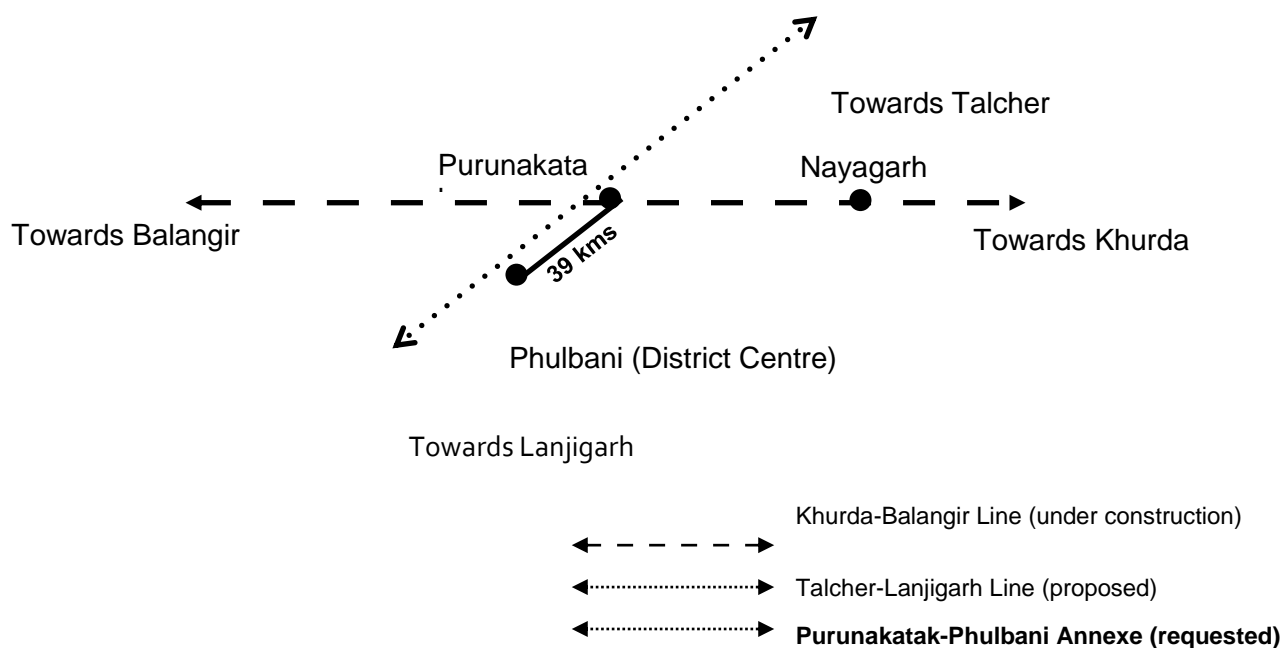 Towards Talcher
Purunakata
Nayagarh
Towards Balangir
Towards Khurda
39 kms
Phulbani (District Centre)
Towards Lanjigarh
Khurda-Balangir Line (under construction)
Talcher-Lanjigarh Line (proposed)
Purunakatak-Phulbani Annexe (requested)